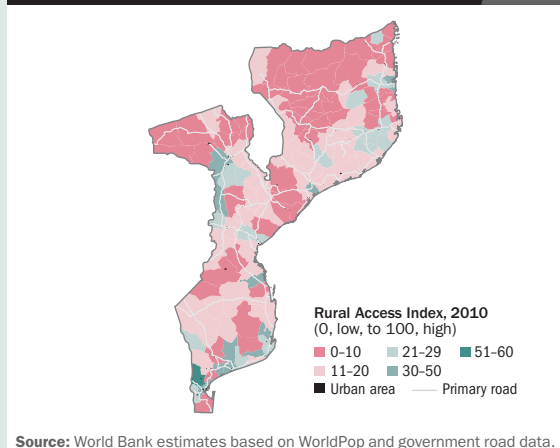 Rural Access Index, 2010
(0, low, to 100, high)
0–10 21–29 51–60
11–20 30–50
Urban area Primary road
Source: World Bank estimates based on WorldPop and government road data.